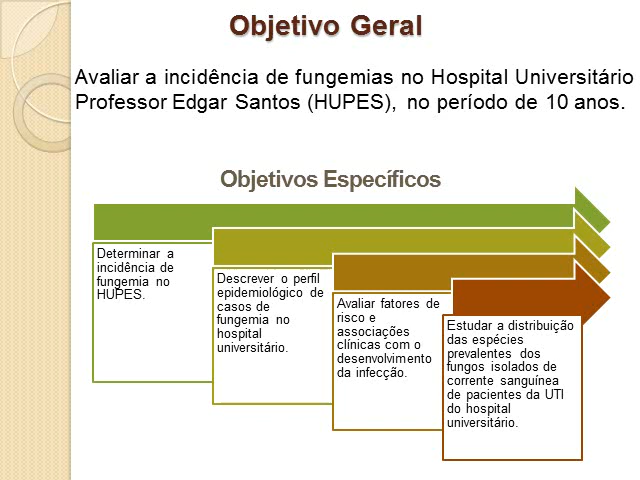 Objetivo Geral
Avaliar a incidência de fungemias no Hospital Universitário
Professor Edgar Santos (HUPES), no período de 10 anos.
Objetivos Específicos
Determinar a
incidência de
fungemia no
HUPES.
Descrever o perfil
epidemiológico de
casos de
fungemia no
hospital
universitário.
Avaliar fatores de
risco e
associações
clínicas com o
desenvolvimento
da infecção.
Estudar a distribuição
das espécies
prevalentes dos
fungos isolados de
corrente sanguínea
de pacientes da UTI
do hospital
universitário.